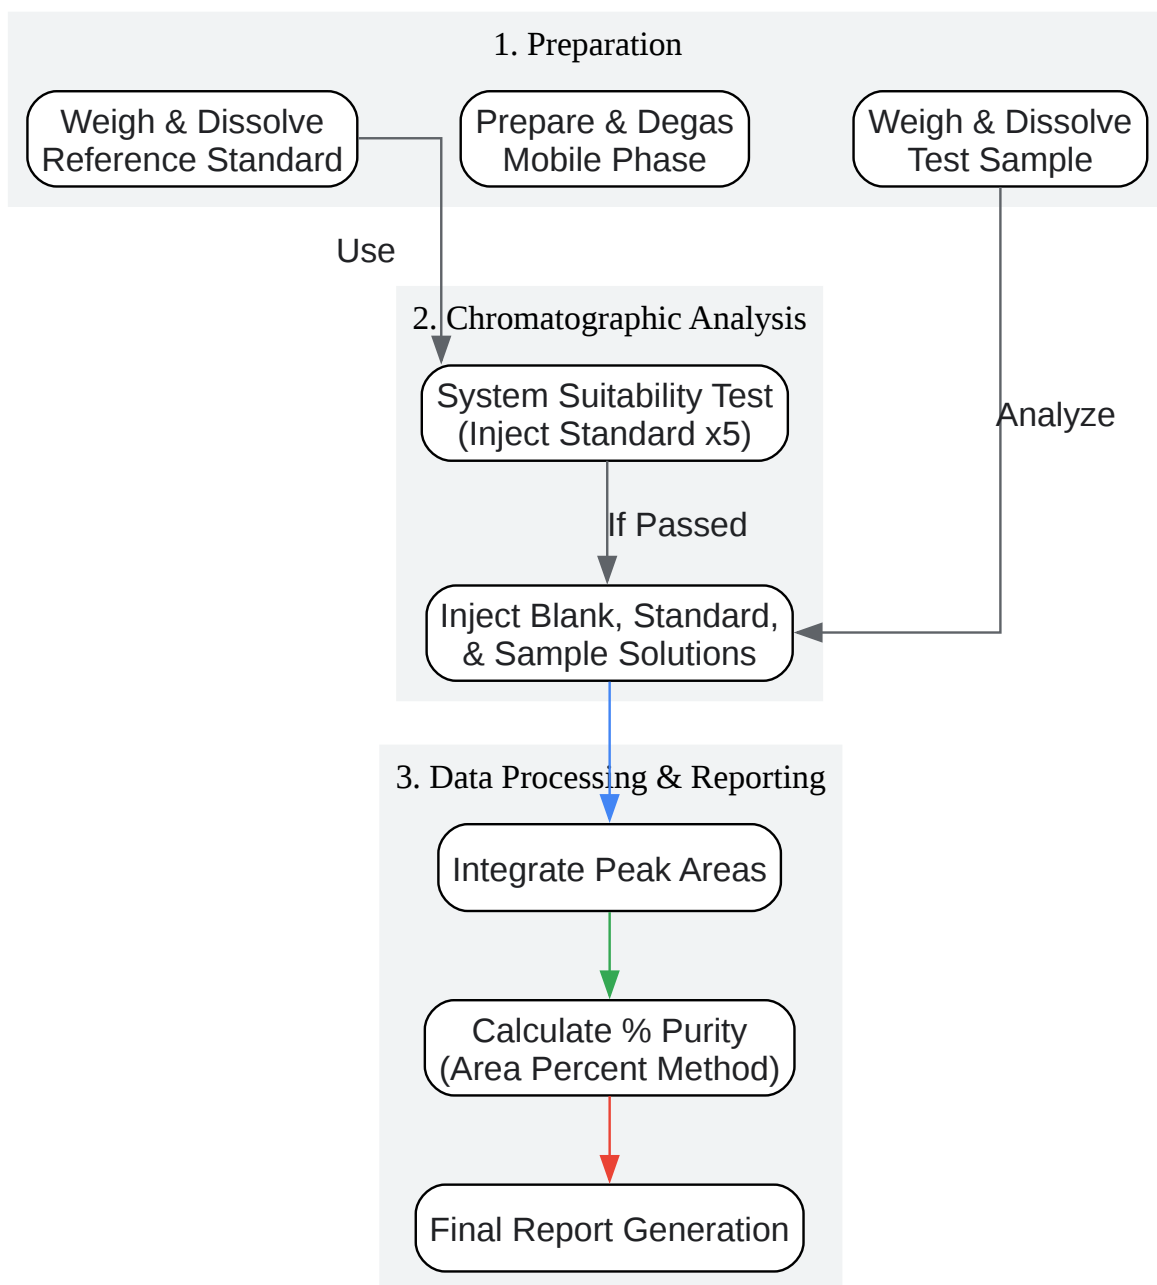 1. Preparation
Weigh & Dissolve
Reference Standard
Prepare & Degas
Mobile Phase
Weigh & Dissolve
Test Sample
Use
2. Chromatographic Analysis
System Suitability Test
(Inject Standard x5)
Analyze
If Passed
Inject Blank, Standard,
& Sample Solutions
3. Data Processing & Reporting
Integrate Peak Areas
Calculate % Purity
(Area Percent Method)
Final Report Generation